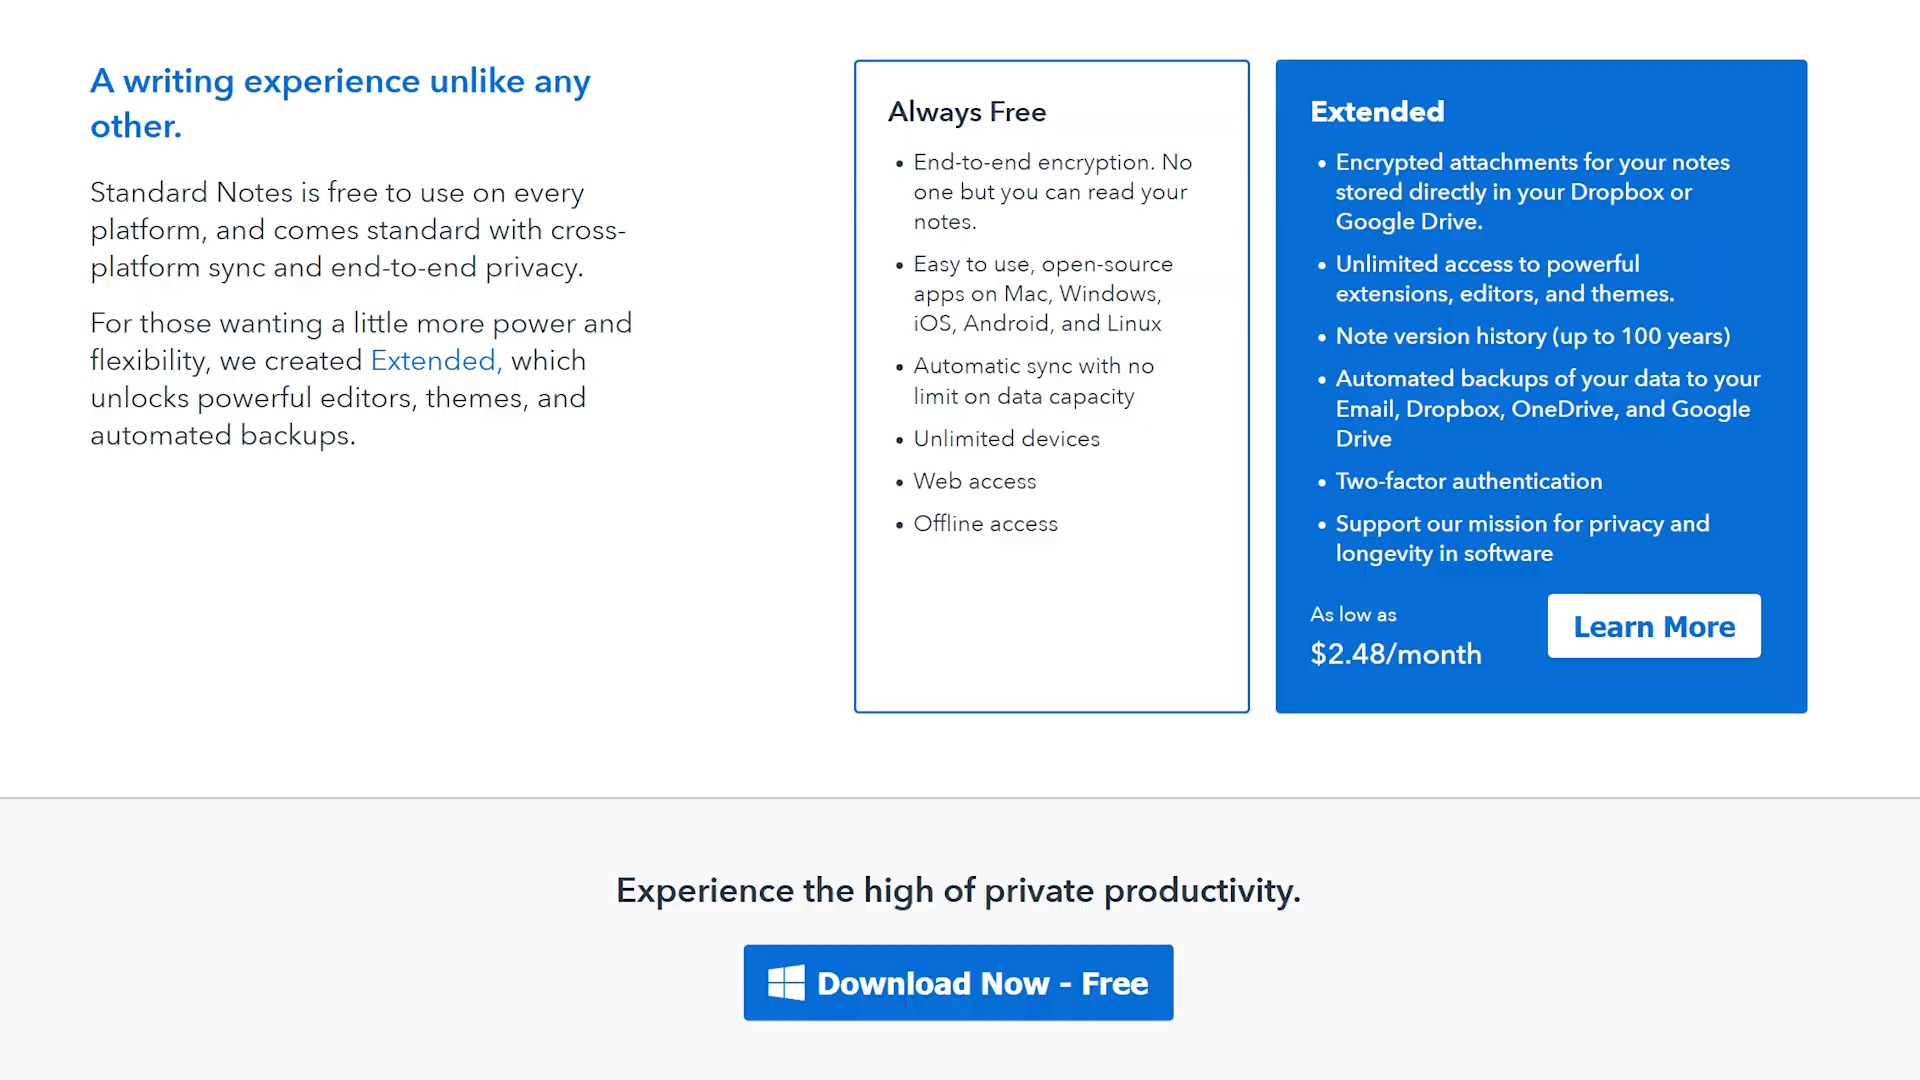 A writing experience unlike any
other.
Standard Notes is free to use on every
platform, and comes standard with cross-
platform sync and end-to-end privacy.
For those wanting a little more power and
flexibility, we created Extended, which
unlocks powerful editors, themes, and
automated backups.
Always Free
• End-to-end encryption. No
one but you can read your
notes.
• Easy to use, open-source
apps on Mac, Windows,
iOS, Android, and Linux
• Automatic sync with no
limit on data capacity
• Unlimited devices
• Web access
• Offline access
Extended
• Encrypted attachments for your notes
stored directly in your Dropbox or
Google Drive.
• Unlimited access to powerful
extensions, editors, and themes.
• Note version history (up to 100 years)
• Automated backups of your data to your
Email, Dropbox, OneDrive, and Google
Drive
• Two-factor authentication
• Support our mission for privacy and
longevity in software
As low as
$2.48/month
Learn More
Experience the high of private productivity.
Download Now - Free